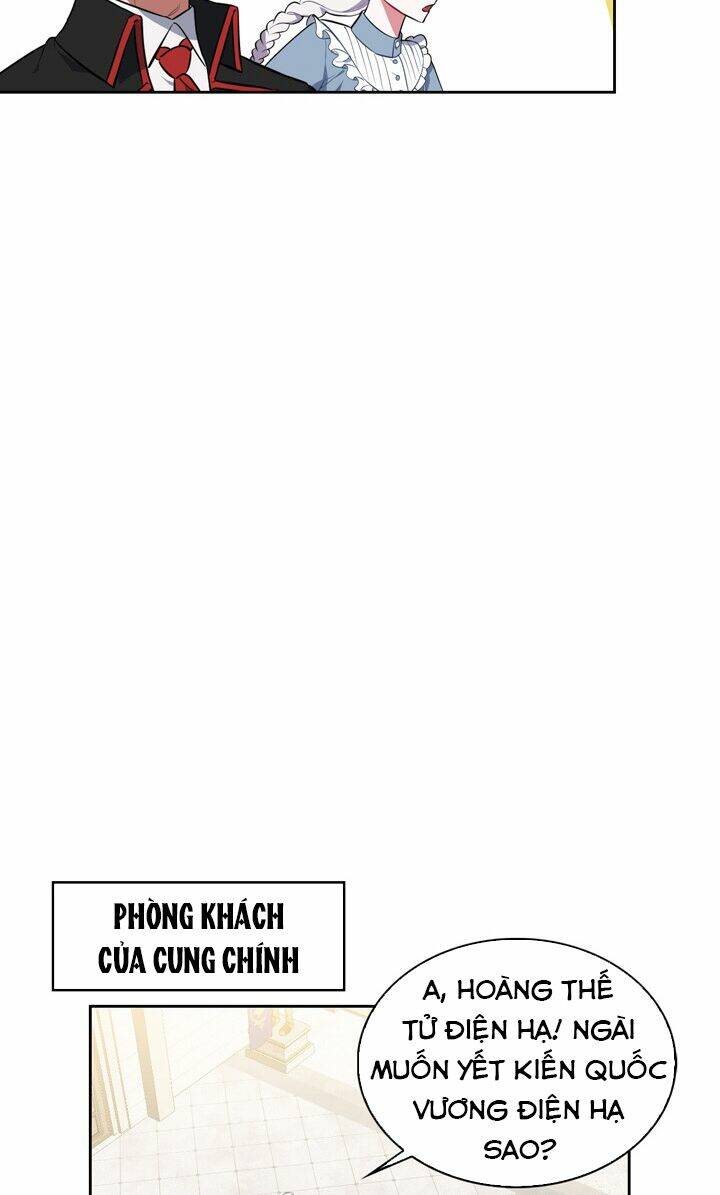 PHÒNG KHÁCH
CỦA CUNG CHÍNH
A, HOÀNG THẾ
TỬ ĐIỆN HẠ! NGÀI
MUỐN YẾT KIẾN QUỐC
VƯƠNG ĐIỆN HẠ
SAO?